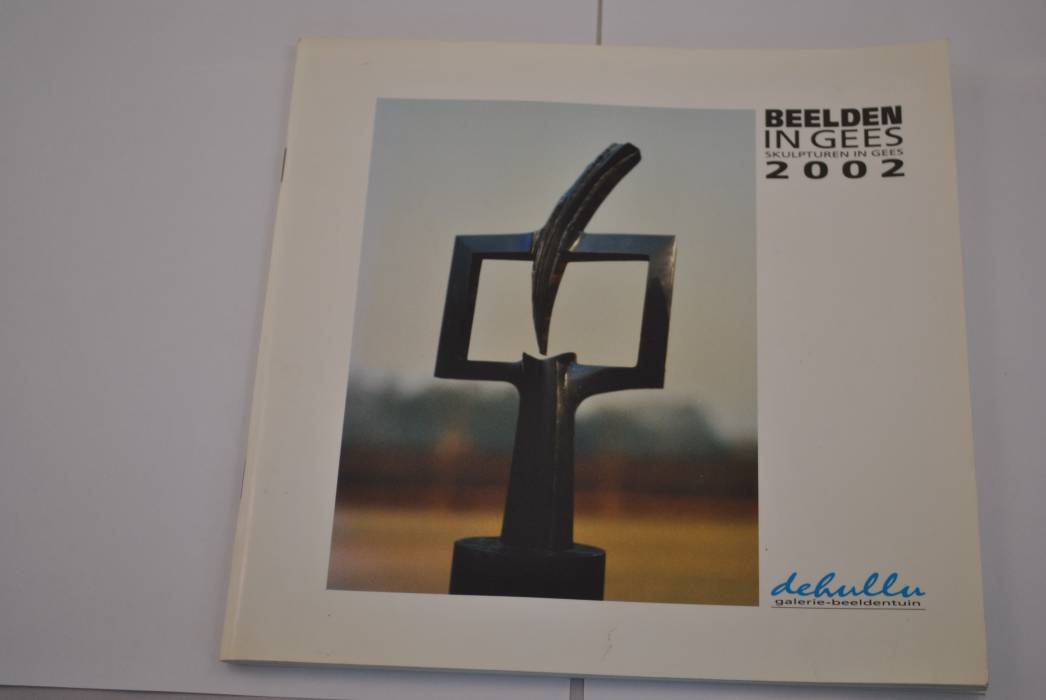 BEELDEN
IN GEES
SKULPTUREN IN GEES
2002
dehullu
galerie-beeldentuin